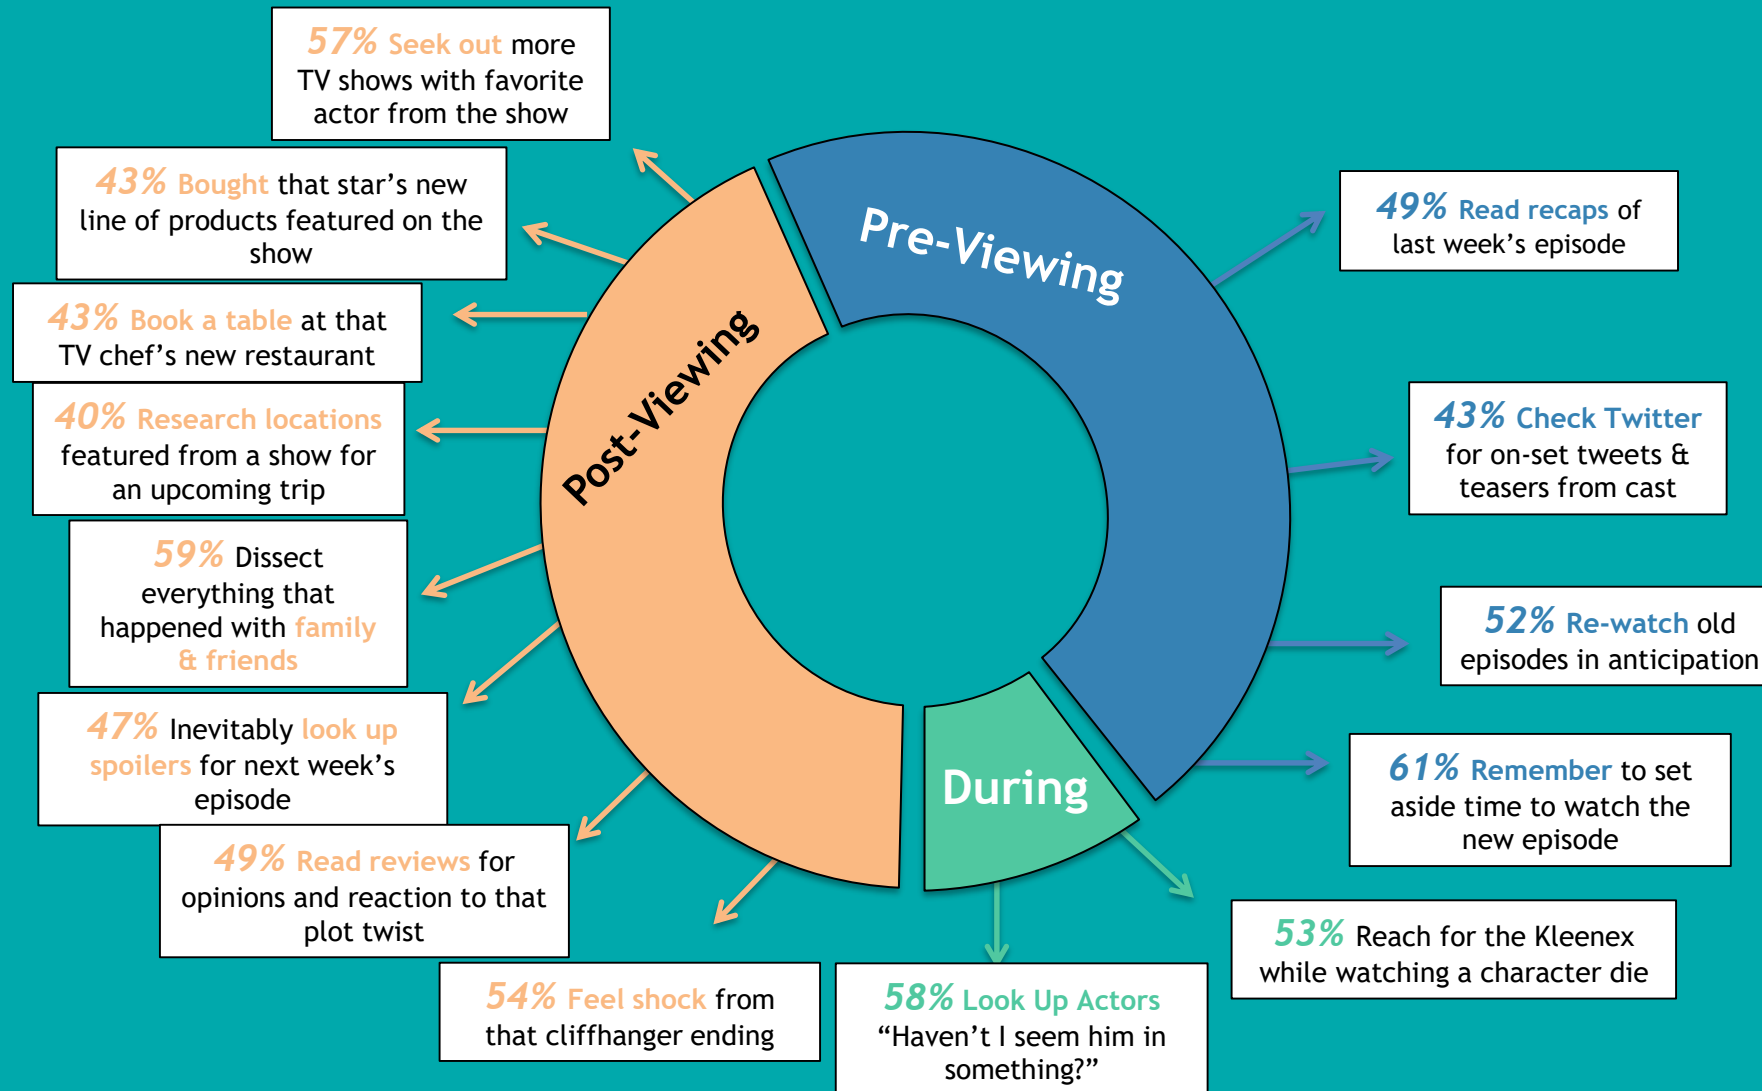 57% Seek out more
TV shows with favorite
actor from the show
43% Bought that star’s new
line of products featured on the
show
43% Book a table at that
TV chef’s new restaurant
40% Research locations
featured from a show for
an upcoming trip
59% Dissect
everything that
happened with family
& friends
47% Inevitably look up
spoilers for next week’s
episode
49% Read reviews for
opinions and reaction to that
plot twist
54% Feel shock from
that cliffhanger ending
Post-Viewing
Pre-Viewing
During
49% Read recaps of
last week’s episode
43% Check Twitter
for on-set tweets &
teasers from cast
52% Re-watch old
episodes in anticipation
61% Remember to set
aside time to watch the
new episode
53% Reach for the Kleenex
while watching a character die
58% Look Up Actors
“Haven’t I seem him in
something?”